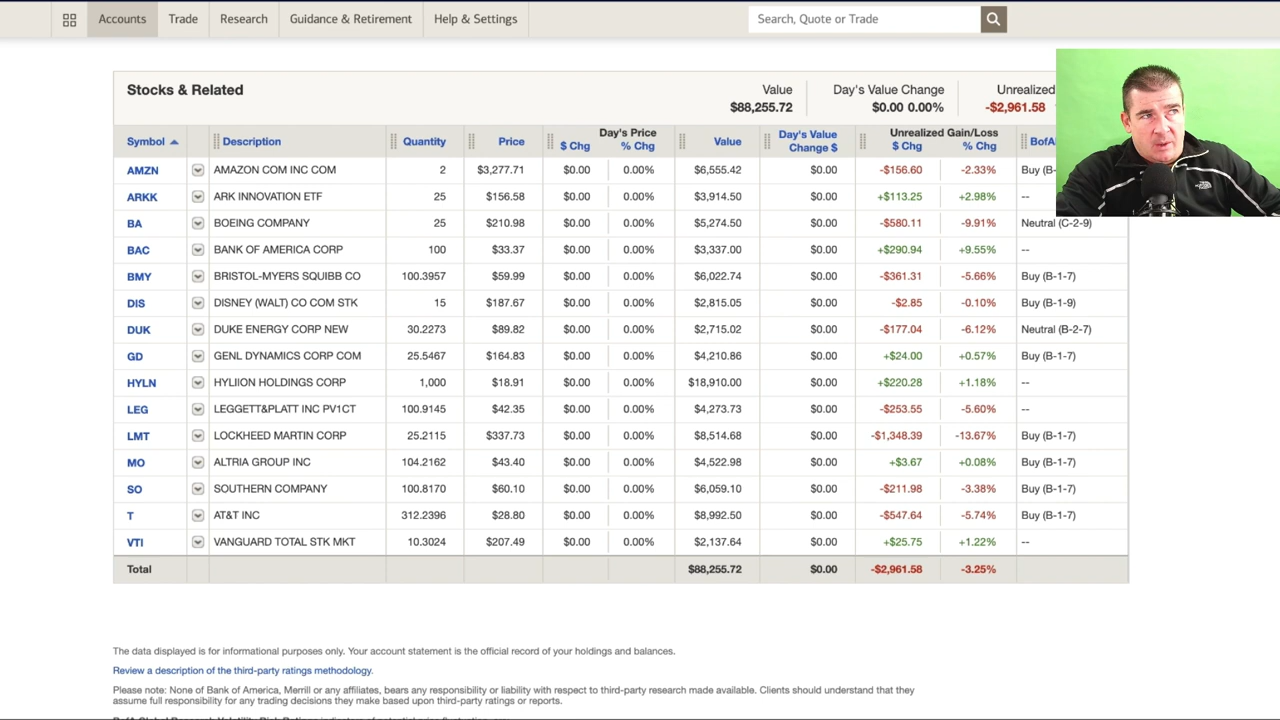 Accounts Trade Research Guidance & Retirement Help & Settings Search, Quote or Trade
Stocks & Related
Value Day's Value Change Unrealized
$88,255.72 $0.00 0.00% -$2,961.58
Day's Price Day's Value Unrealized Gain/Loss
Symbol Description Quantity Price $ Chg % Chg Value Change $ $ Chg % Chg
AMZN AMAZON COM INC COM 2 $3,277.71 $0.00 0.00% $6,555.42 $0.00 -$156.60 -2.33%
ARKK ARK INNOVATION ETF 25 $156.58 $0.00 0.00% $3,914.50 $0.00 +$113.25 +2.98% --
BA BOEING COMPANY 25 $210.98 $0.00 0.00% $5,274.50 $0.00 -$580.11 -9.91% Neutral (C-2-9)
BAC BANK OF AMERICA CORP 100 $33.37 $0.00 0.00% $3,337.00 $0.00 +$290.94 +9.55% --
BMY BRISTOL-MYERS SQUIBB CO 100.3957 $59.99 $0.00 0.00% $6,022.74 $0.00 -$361.31 -5.66% Buy (B-1-7)
DIS DISNEY (WALT) CO COM STK 15 $187.67 $0.00 0.00% $2,815.05 $0.00 -$2.85 -0.10% Buy (B-1-9)
DUK DUKE ENERGY CORP NEW 30.2273 $89.82 $0.00 0.00% $2,715.02 $0.00 -$177.04 -6.12% Neutral (B-2-7)
GD GENL DYNAMICS CORP COM 25.5467 $164.83 $0.00 0.00% $4,210.86 $0.00 +$24.00 +0.57% Buy (B-1-7)
HYLN HYLIION HOLDINGS CORP 1,000 $18.91 $0.00 0.00% $18,910.00 $0.00 +$220.28 +1.18% --
LEG LEGGETT&PLATT INC PV1CT 100.9145 $42.35 $0.00 0.00% $4,273.73 $0.00 -$253.55 -5.60% --
LMT LOCKHEED MARTIN CORP 25.2115 $337.73 $0.00 0.00% $8,514.68 $0.00 -$1,348.39 -13.67% Buy (B-1-7)
MO ALTRIA GROUP INC 104.2162 $43.40 $0.00 0.00% $4,522.98 $0.00 +$3.67 +0.08% Buy (B-1-7)
SO SOUTHERN COMPANY 100.8170 $60.10 $0.00 0.00% $6,059.10 $0.00 -$211.98 -3.38% Buy (B-1-7)
T AT&T INC 312.2396 $28.80 $0.00 0.00% $8,992.50 $0.00 -$547.64 -5.74% Buy (B-1-7)
VTI VANGUARD TOTAL STK MKT 10.3024 $207.49 $0.00 0.00% $2,137.64 $0.00 +$25.75 +1.22% --
Total $88,255.72 $0.00 -$2,961.58 -3.25%
The data displayed is for informational purposes only. Your account statement is the official record of your holdings and balances.
Review a description of the third-party ratings methodology.
Please note: None of Bank of America, Merrill or any affiliates, bears any responsibility or liability with respect to third-party research made available. Clients should understand that they
assume full responsibility for any trading decisions they make based upon third-party ratings or reports.